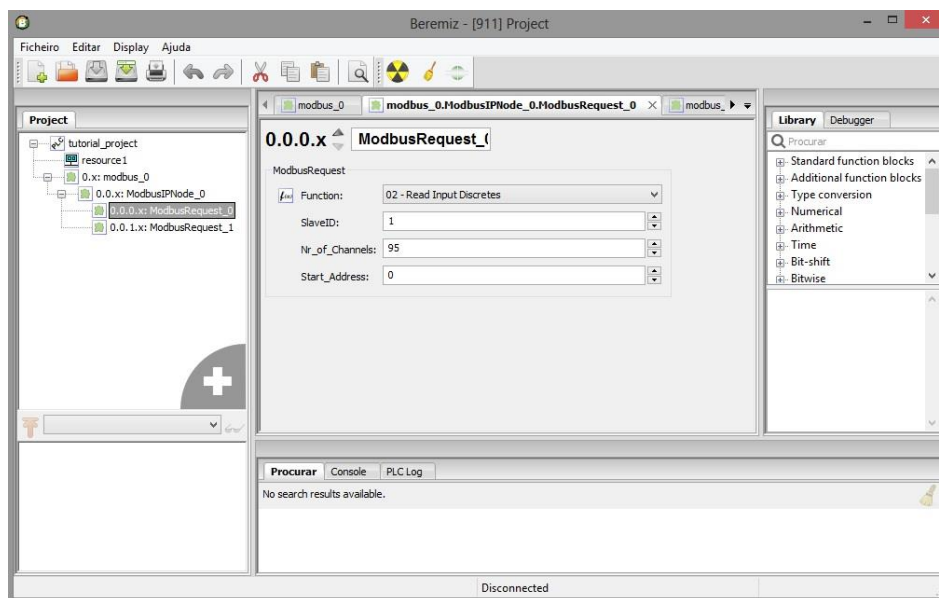 Beremiz - [911] Project
Ficheiro Editar Display Ajuda
Project
tutorial_project
resource1
0.x: modbus_0
0.0.x: ModbusIPNode_0
0.0.0.x: ModbusRequest_0
0.0.1.x: ModbusRequest_1
modbus_0
modbus_0.ModbusIPNode_0.ModbusRequest_0
modbus_
0.0.0.x
ModbusRequest_(
ModbusRequest
Function: 02 - Read Input Discretes
SlaveID: 1
Nr_of_Channels: 95
Start_Address: 0
Library Debugger
Procurar
Standard function blocks
Additional function blocks
Type conversion
Numerical
Arithmetic
Time
Bit-shift
Bitwise
Procurar Console PLC Log
No search results available.
Disconnected